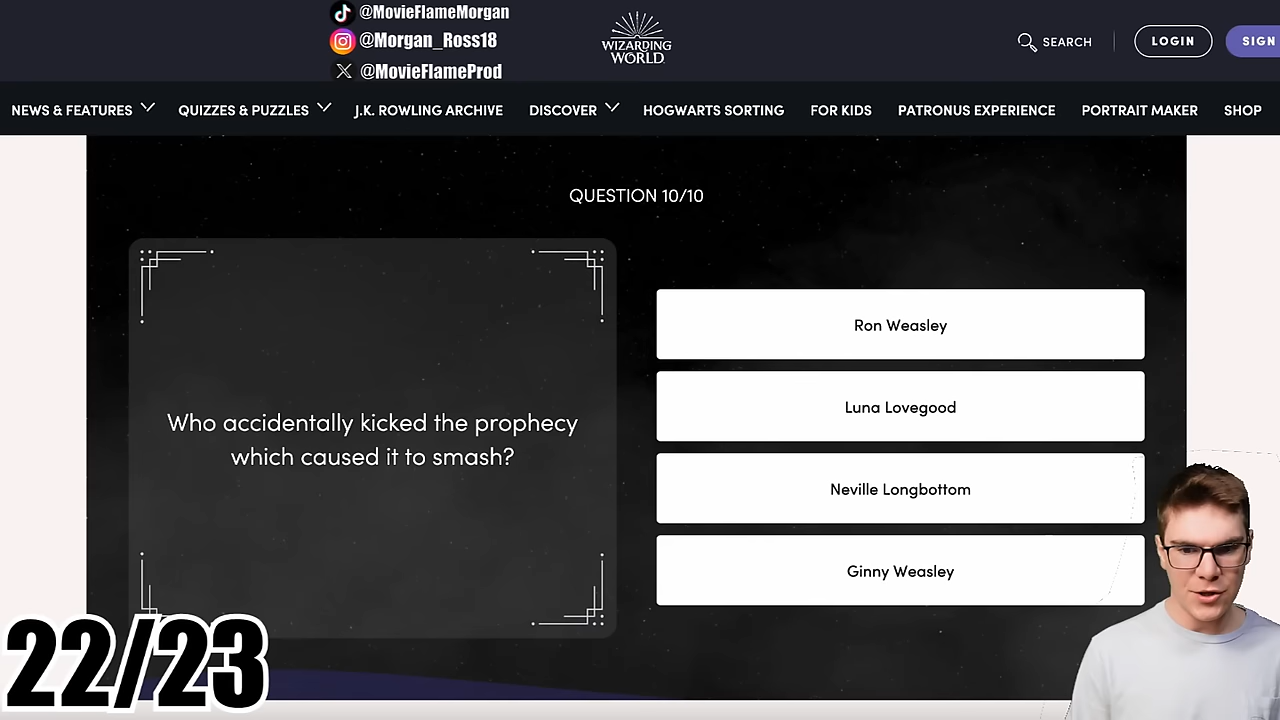 @MovieFlameMorgan
@Morgan_Ross18
@MovieFlameProd
WIZARDING
WORLD
SEARCH
LOGIN
SIGN
NEWS & FEATURES
QUIZZES & PUZZLES
J.K. ROWLING ARCHIVE
DISCOVER
HOGWARTS SORTING
FOR KIDS
PATRONUS EXPERIENCE
PORTRAIT MAKER
SHOP
QUESTION 10/10
Who accidentally kicked the prophecy
which caused it to smash?
Ron Weasley
Luna Lovegood
Neville Longbottom
Ginny Weasley
22/23